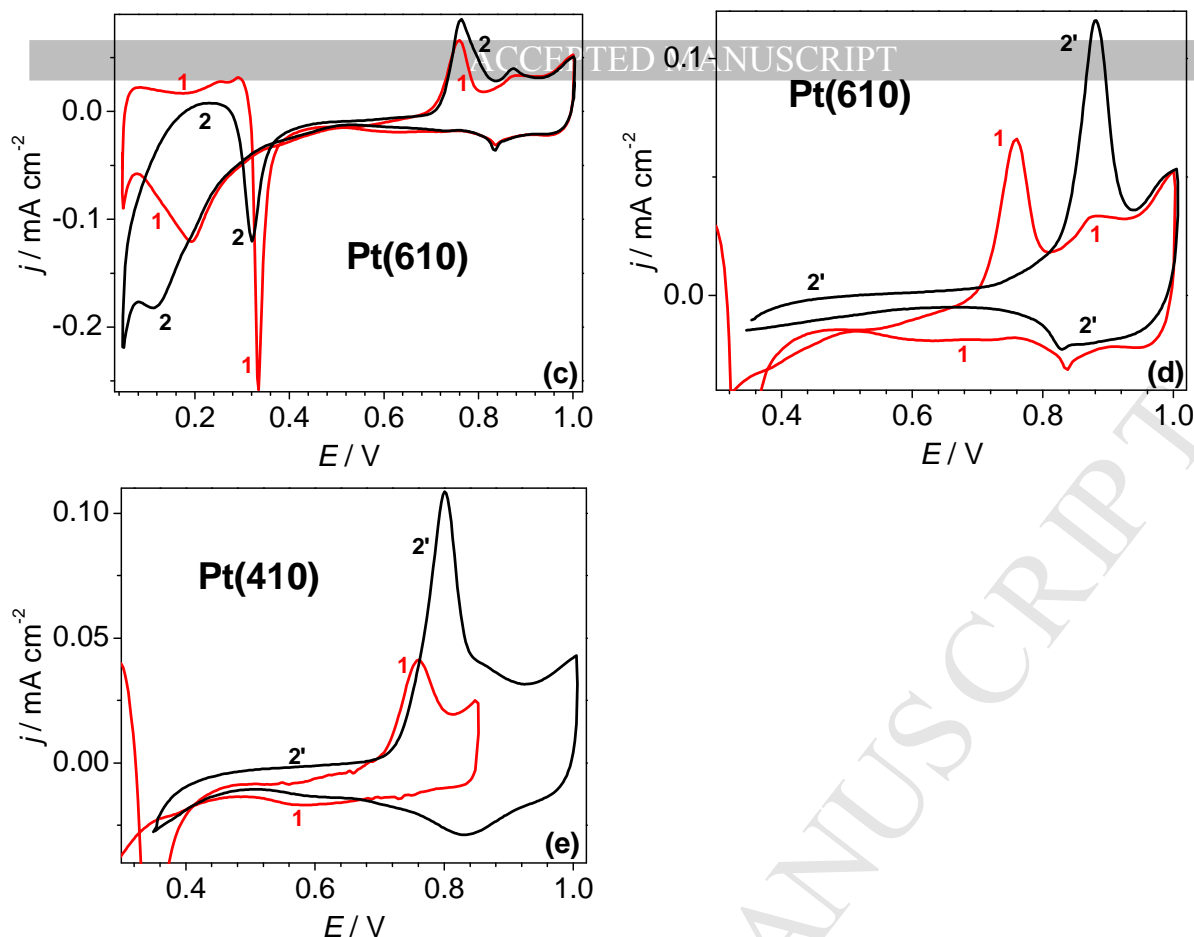 ACCEPTED MANUSCRIPT
0.0
-0.1
-0.2
j / mA cm-2
0.2 0.4 0.6 0.8 1.0
E / V
Pt(610)
(c)
1
2
1
2
2
1
2
1
0.1
0.0
j / mA cm-2
0.4 0.6 0.8 1.0
E / V
Pt(610)
(d)
2'
1
1
2'
2'
1
0.10
0.05
0.00
j / mA cm-2
0.4 0.6 0.8 1.0
E / V
Pt(410)
(e)
2'
1
2'
1
ANUSCRIPT